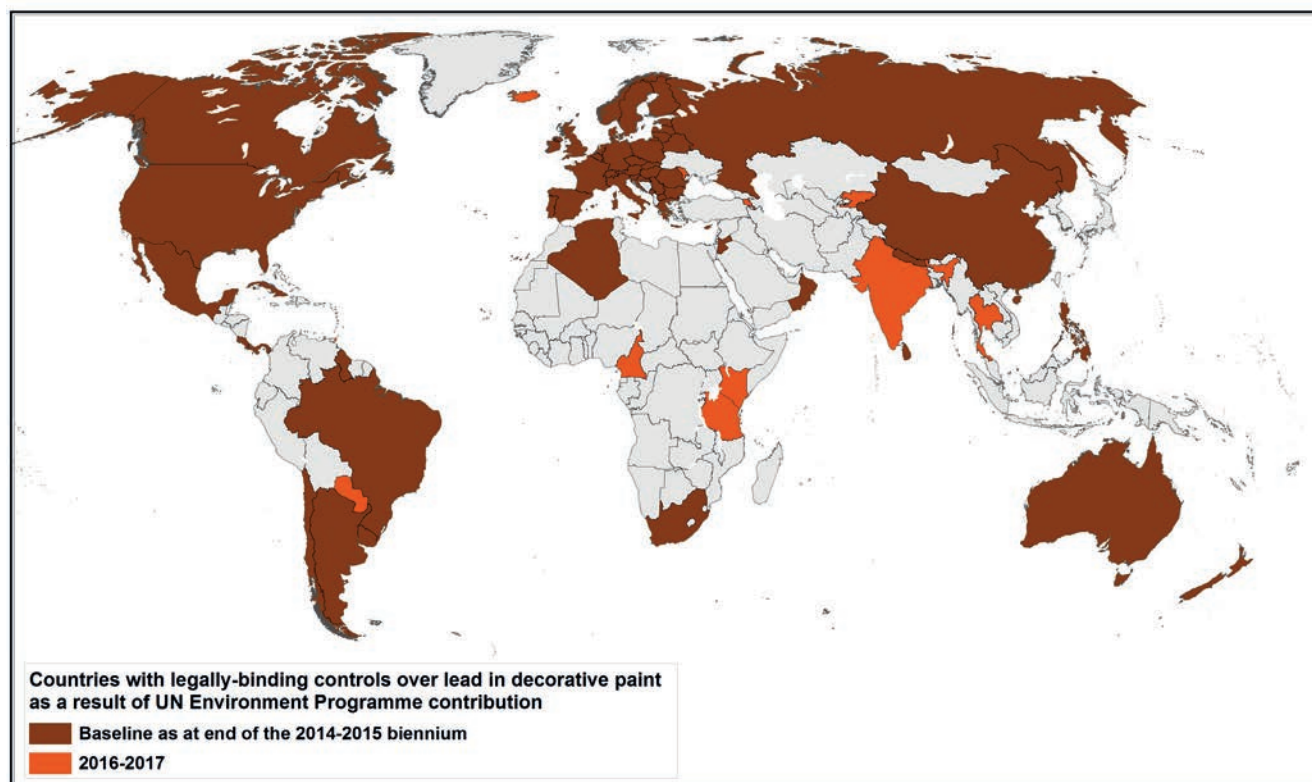 Countries with legally-binding controls over lead in decorative paint
as a result of UN Environment Programme contribution
Baseline as at end of the 2014-2015 biennium
2016-2017